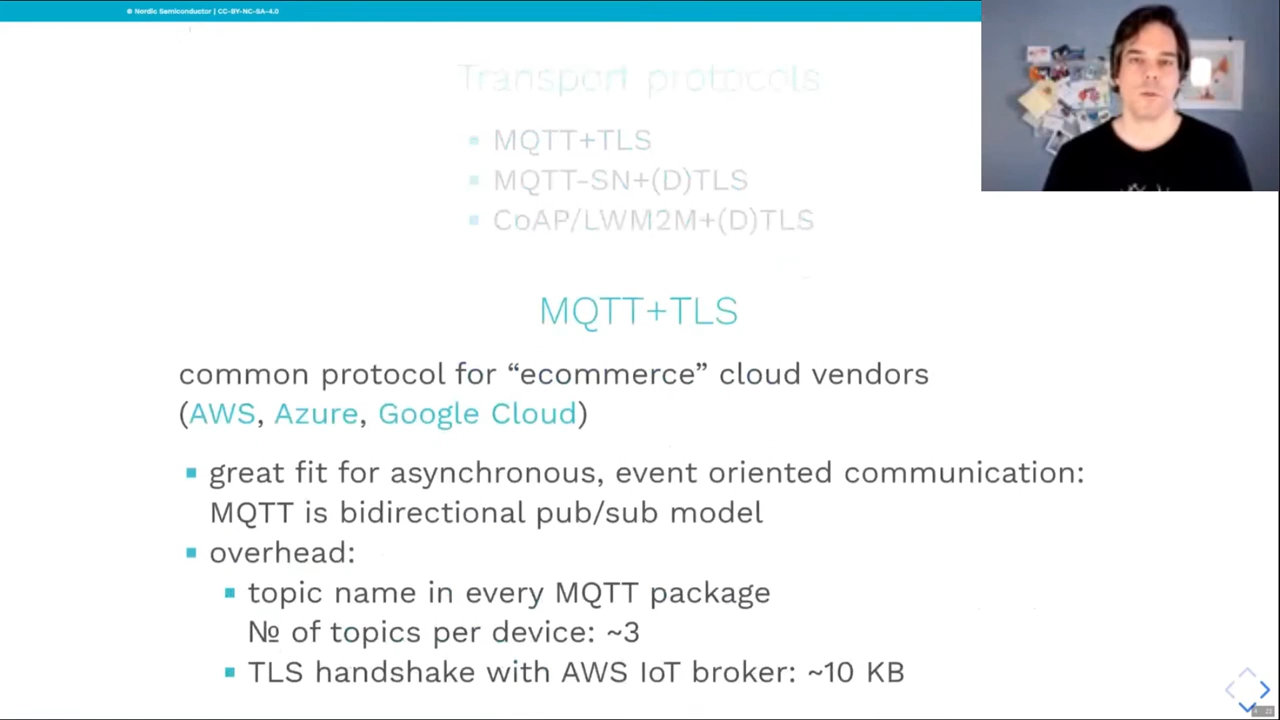 © Nordic Semiconductor | CC-BY-NC-SA-4.0
Transport protocols
MQTT+TLS
MQTT-SN+(D)TLS
CoAP/LWM2M+(D)TLS
MQTT+TLS
common protocol for “ecommerce” cloud vendors
(AWS, Azure, Google Cloud)
great fit for asynchronous, event oriented communication:
MQTT is bidirectional pub/sub model
overhead:
topic name in every MQTT package
№ of topics per device: ~3
TLS handshake with AWS IoT broker: ~10 KB